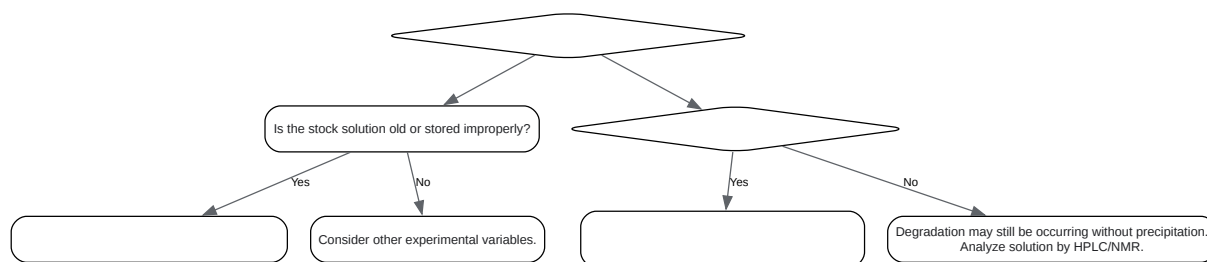 Is the stock solution old or stored improperly?
Yes
No
Yes
No
Consider other experimental variables.
Degradation may still be occurring without precipitation.
Analyze solution by HPLC/NMR.